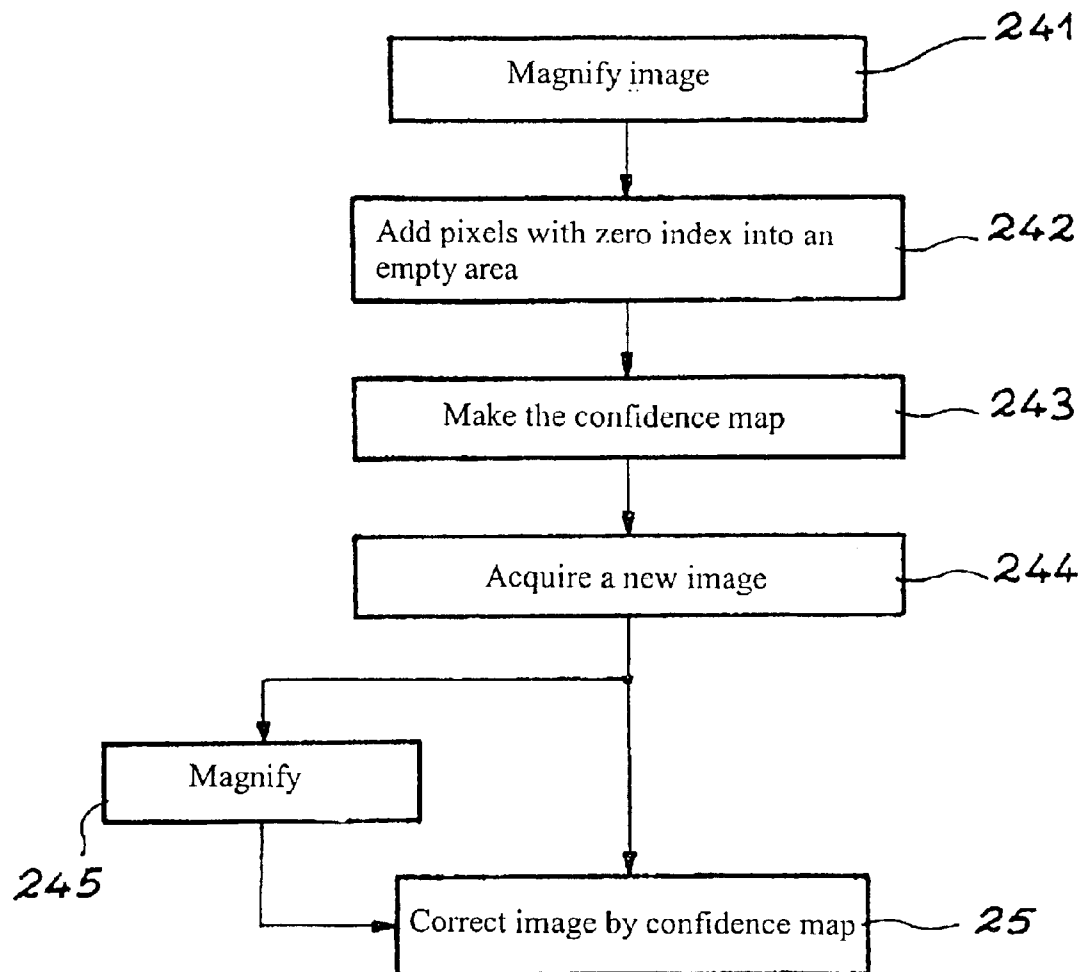 241
Magnify image
Add pixels with zero index into an
empty area
242
Make the confidence map
243
Acquire a new image
244
Magnify
245
Correct image by confidence map
25